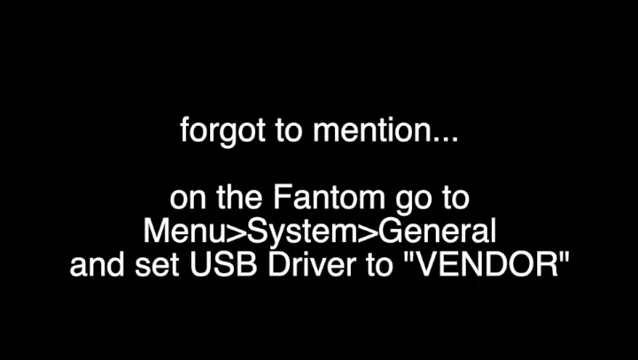 forgot to mention...
on the Fantom go to
Menu>System>General
and set USB Driver to "VENDOR"